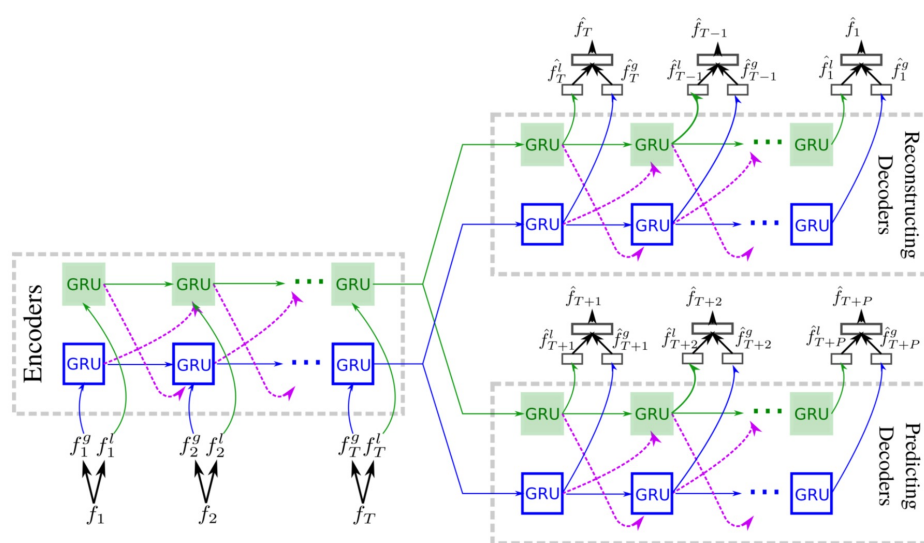 f̂_T f̂_{T-1} f̂_1
f̂^l_T f̂^g_T f̂^l_{T-1} f̂^g_{T-1} f̂^l_1 f̂^g_1
GRU GRU ... GRU
GRU GRU ... GRU
Reconstructing
Decoders
Encoders
GRU GRU ... GRU
GRU GRU ... GRU
f^g_1 f^l_1 f^g_2 f^l_2 f^g_T f^l_T
f_1 f_2 f_T
f̂_{T+1} f̂_{T+2} f̂_{T+P}
f̂^l_{T+1} f̂^g_{T+1} f̂^l_{T+2} f̂^g_{T+2} f̂^l_{T+P} f̂^g_{T+P}
GRU GRU ... GRU
GRU GRU ... GRU
Predicting
Decoders